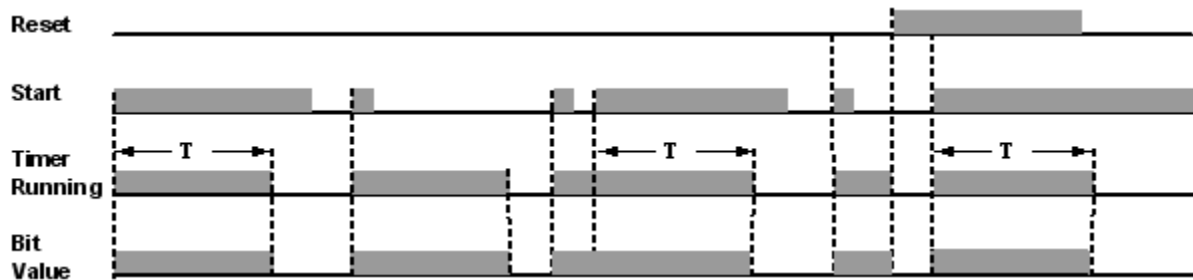 Reset
Start
T
T
T
Timer
Running
Bit
Value